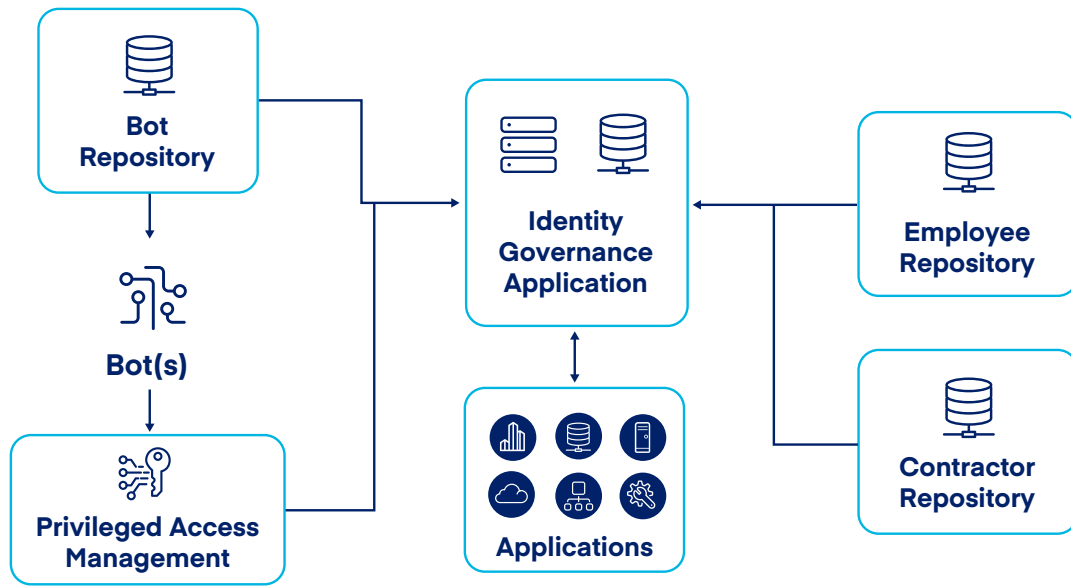 Bot
Repository
Bot(s)
Privileged Access
Management
Identity
Governance
Application
Applications
Employee
Repository
Contractor
Repository